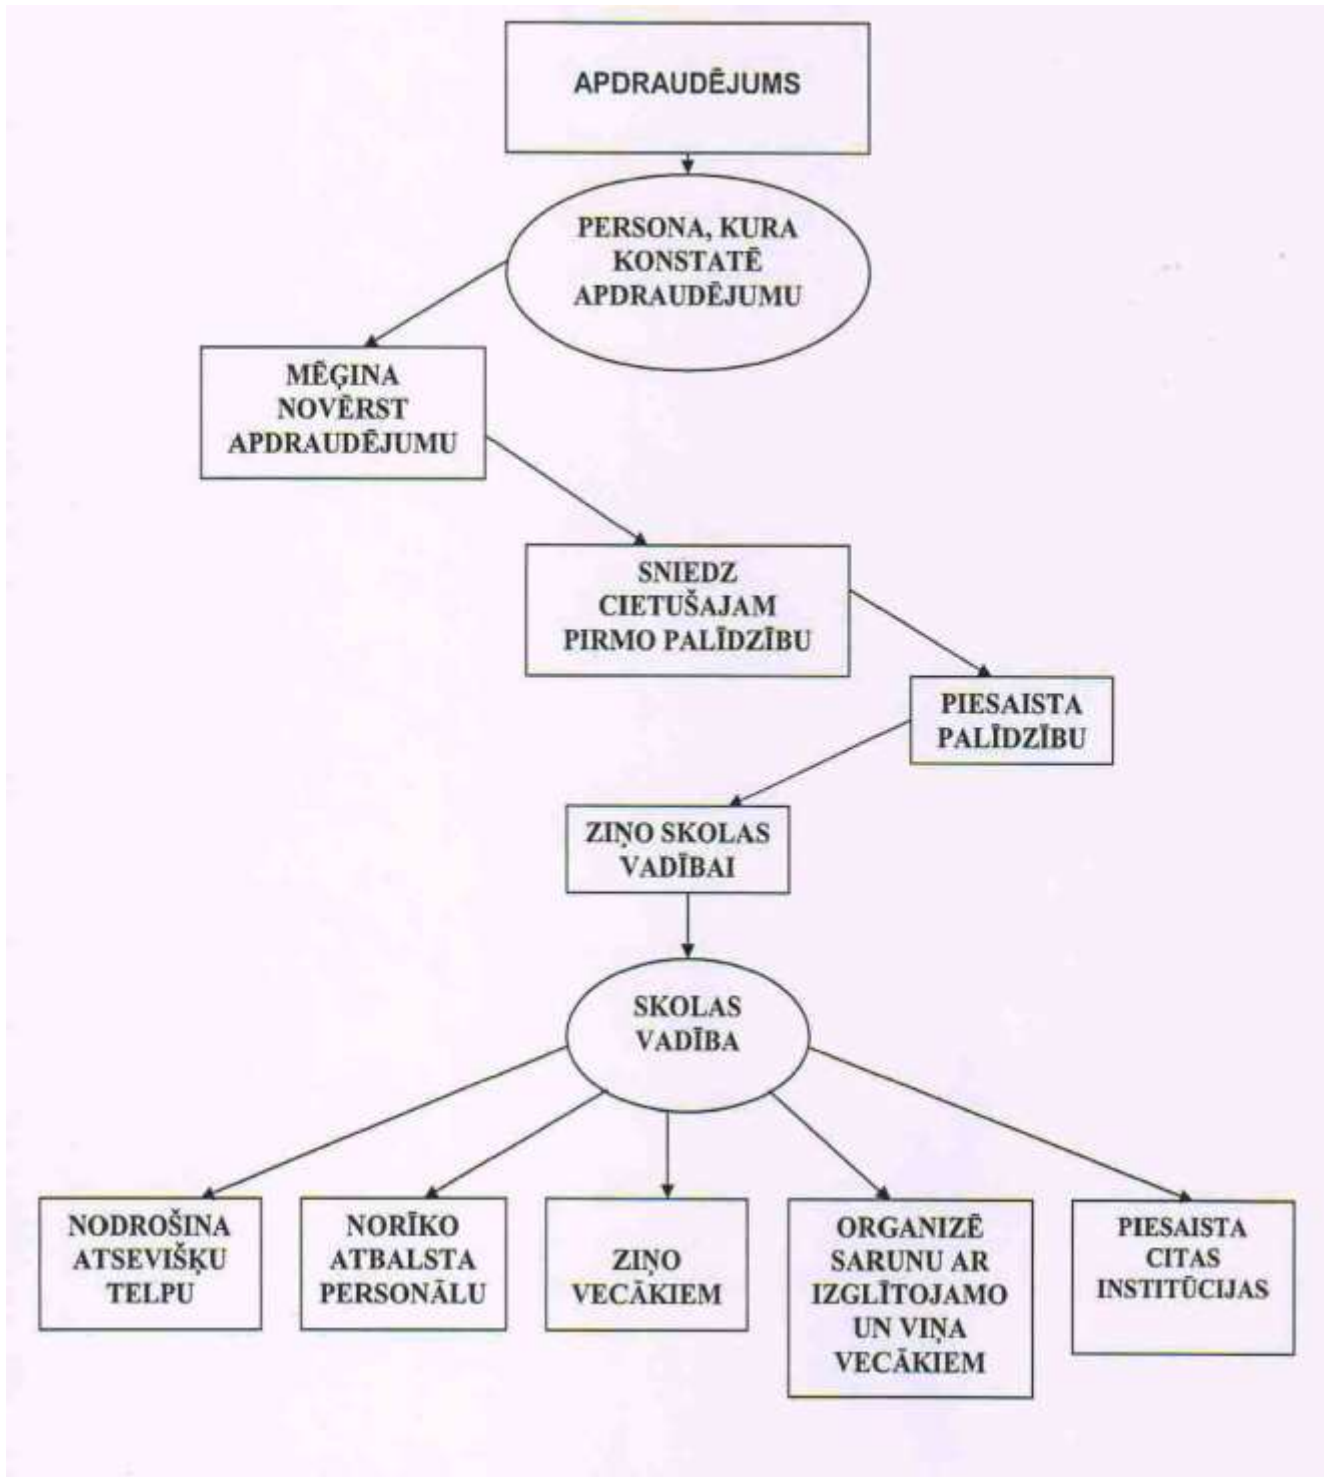 APDRAUDĒJUMS
PERSONA, KURA
KONSTATĒ
APDRAUDĒJUMU
MĒĢINA
NOVĒRST
APDRAUDĒJUMU
SNIEDZ
CIETUŠAJAM
PIRMO PALĪDZĪBU
PIESAISTA
PALĪDZĪBU
ZIŅO SKOLAS
VADĪBAI
SKOLAS
VADĪBA
NODROŠINA
ATSEVIŠĶU
TELPU
NORĪKO
ATBALSTA
PERSONĀLU
ZIŅO
VECĀKIEM
ORGANIZĒ
SARUNU AR
IZGLĪTOJAMO
UN VIŅA
VECĀKIEM
PIESAISTA
CITAS
INSTITŪCIJAS